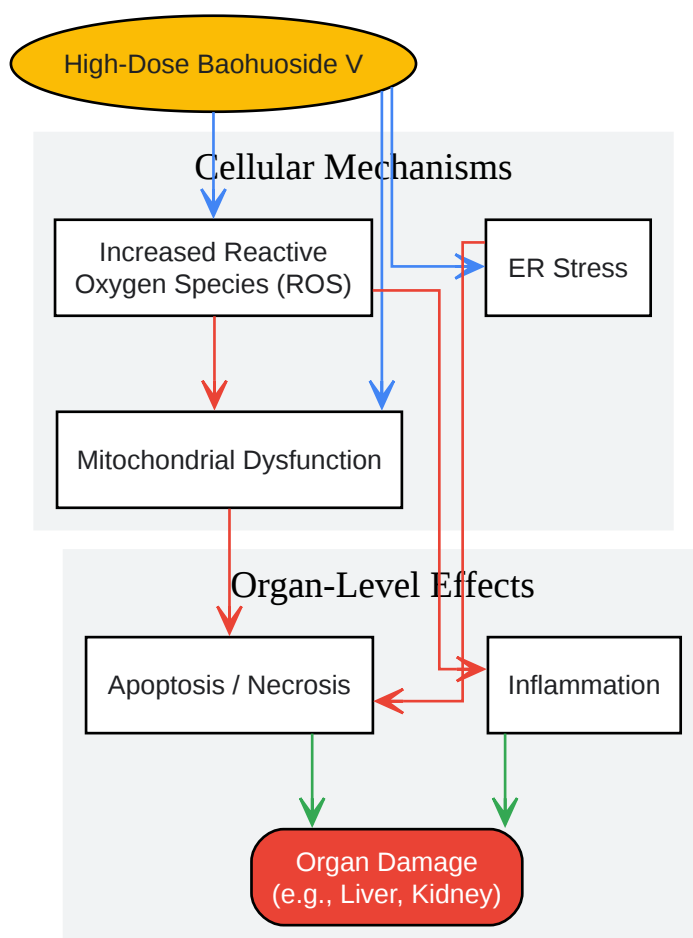 High-Dose Baohuoside V
Cellular Mechanisms
Increased Reactive
Oxygen Species (ROS)
ER Stress
Mitochondrial Dysfunction
Organ-Level Effects
Apoptosis / Necrosis
Inflammation
Organ Damage
(e.g., Liver, Kidney)